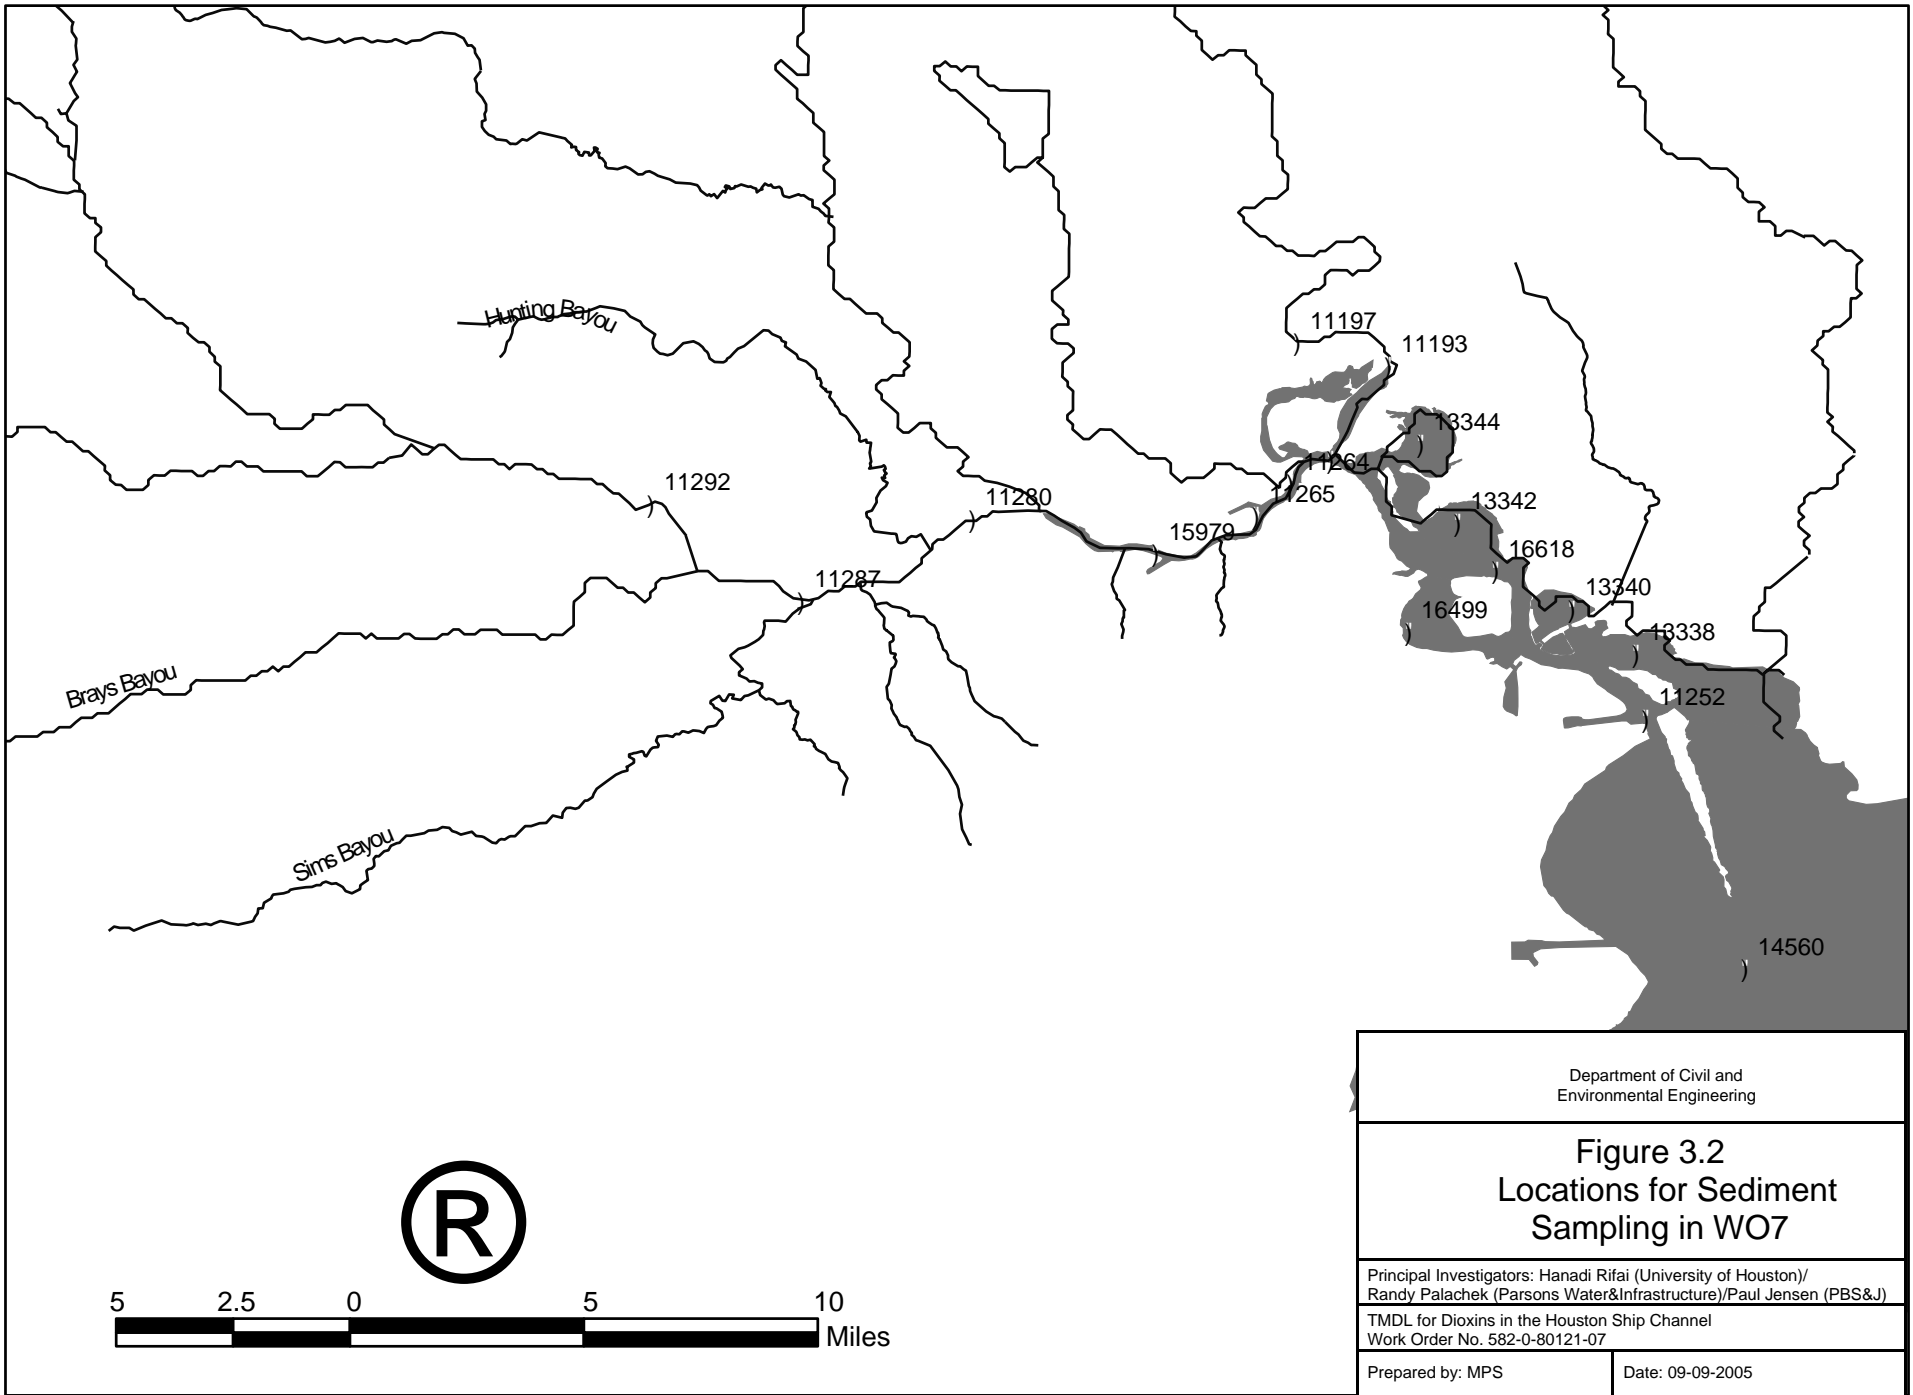 Hunting Bayou
11197
11193
13344
11264
11292
11280
11265
13342
15979
16618
11287
13340
16499
13338
Brays Bayou
11252
Sims Bayou
14560
Department of Civil and
Environmental Engineering
Figure 3.2
Locations for Sediment
Sampling in WO7
Principal Investigators: Hanadi Rifai (University of Houston)/
Randy Palachek (Parsons Water&Infrastructure)/Paul Jensen (PBS&J)
TMDL for Dioxins in the Houston Ship Channel
Work Order No. 582-0-80121-07
Prepared by: MPS
Date: 09-09-2005
®
5 2.5 0 5 10
Miles